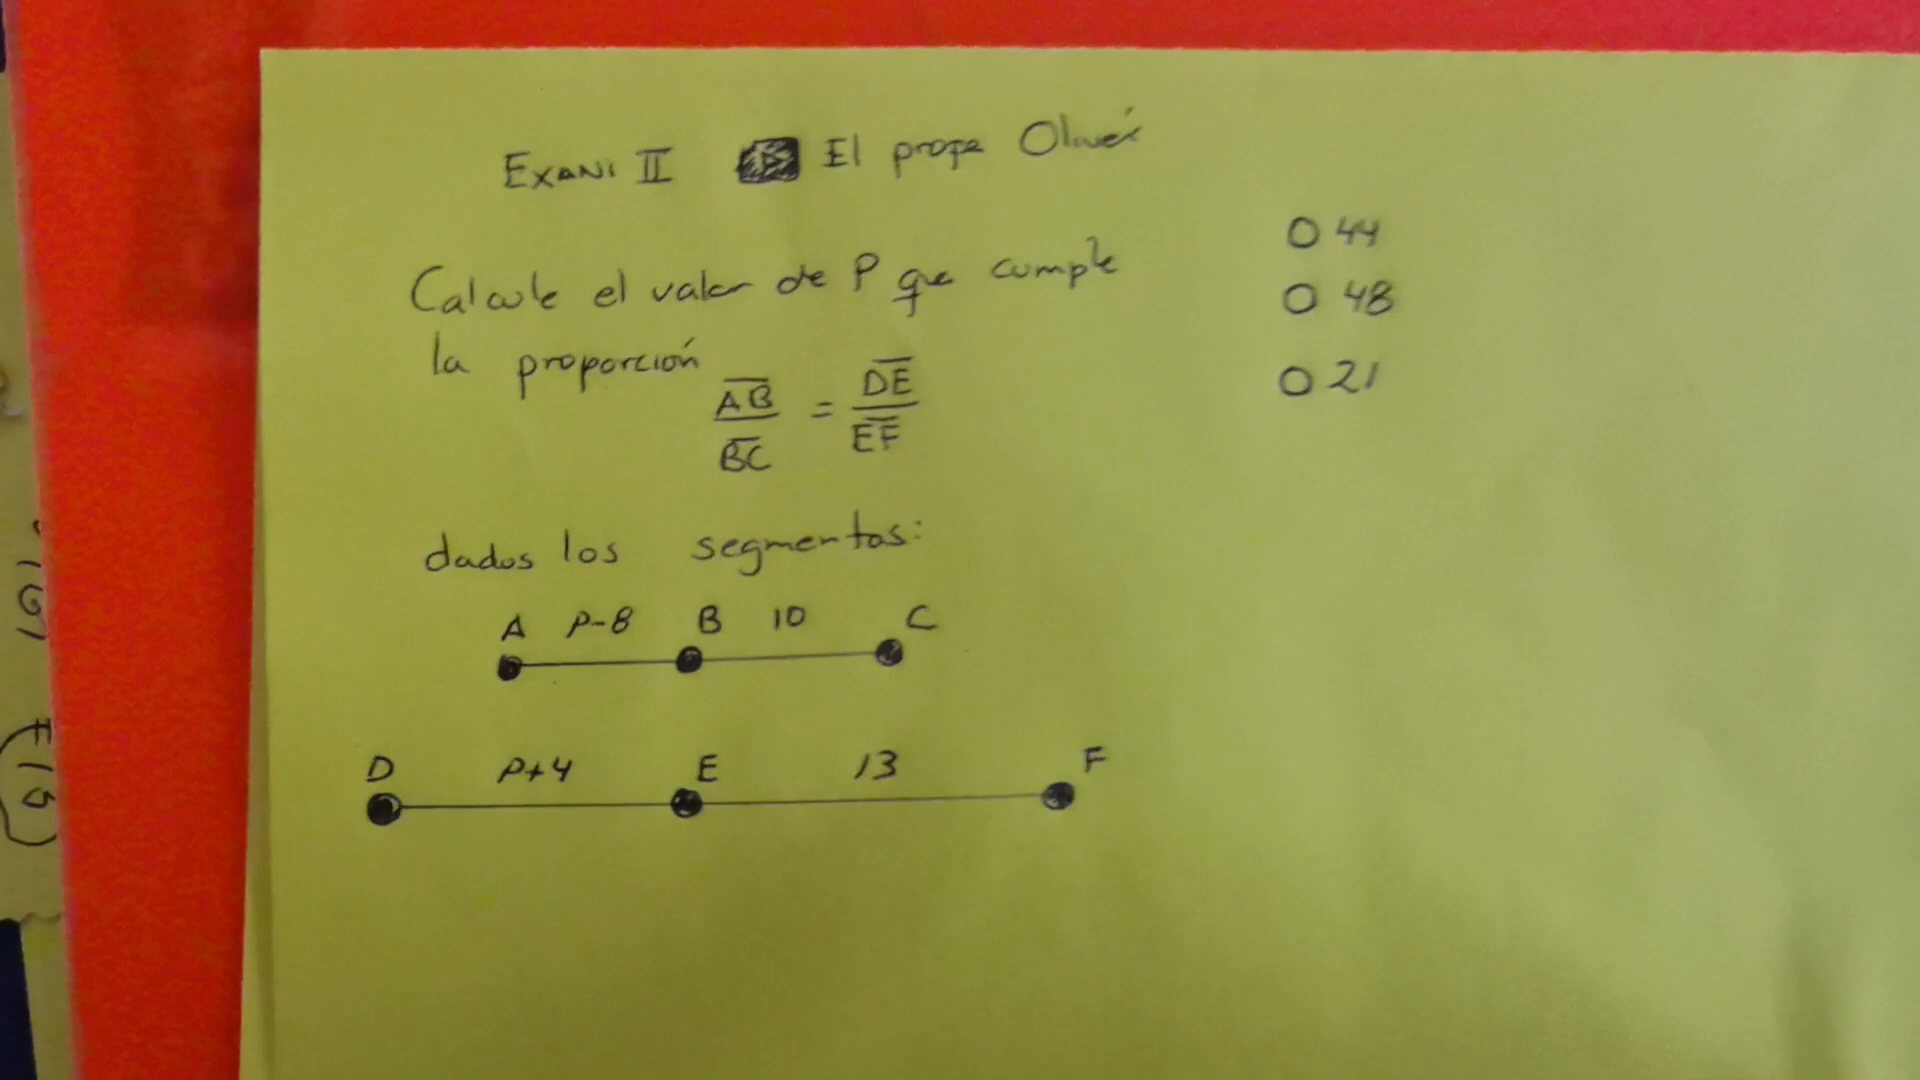 EXANI II El profe Oliver
Calcule el valor de P que cumple
la proporción
AB/BC = DE/EF
dados los segmentos:
A P-8 B 10 C
D P+4 E 13 F
O 44
O 48
O 21